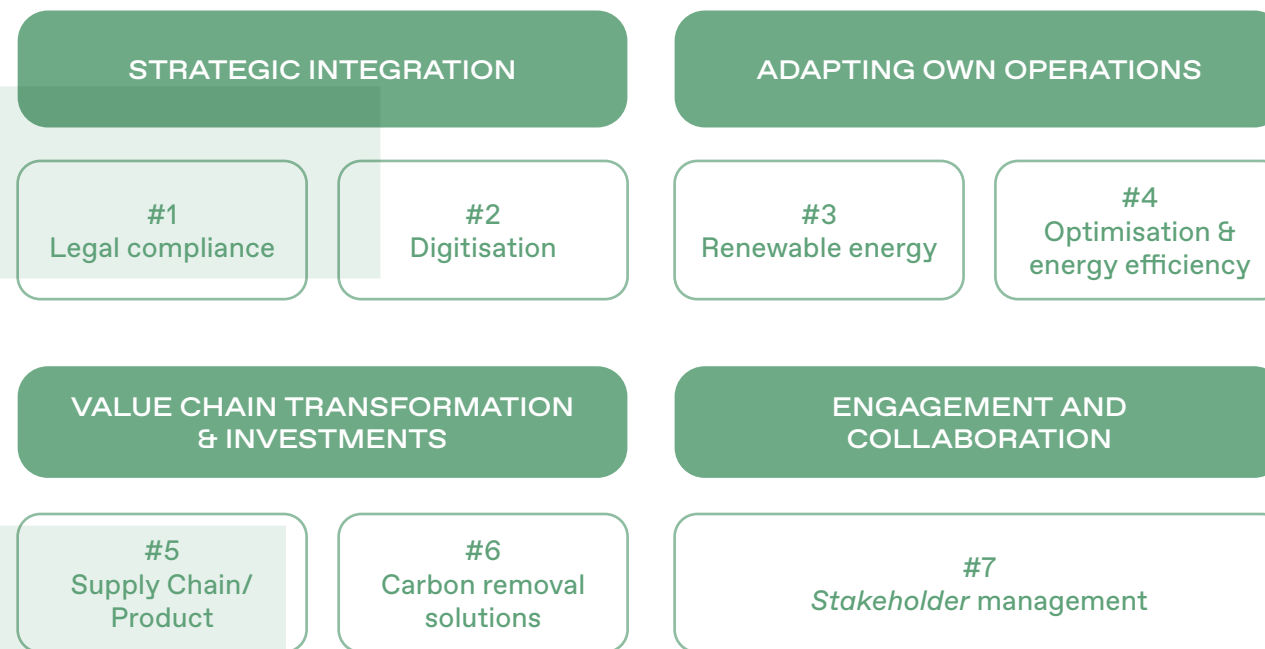 STRATEGIC INTEGRATION
ADAPTING OWN OPERATIONS
#1
Legal compliance
#2
Digitisation
#3
Renewable energy
#4
Optimisation &
energy efficiency
VALUE CHAIN TRANSFORMATION
& INVESTMENTS
ENGAGEMENT AND
COLLABORATION
#5
Supply Chain/
Product
#6
Carbon removal
solutions
#7
Stakeholder management